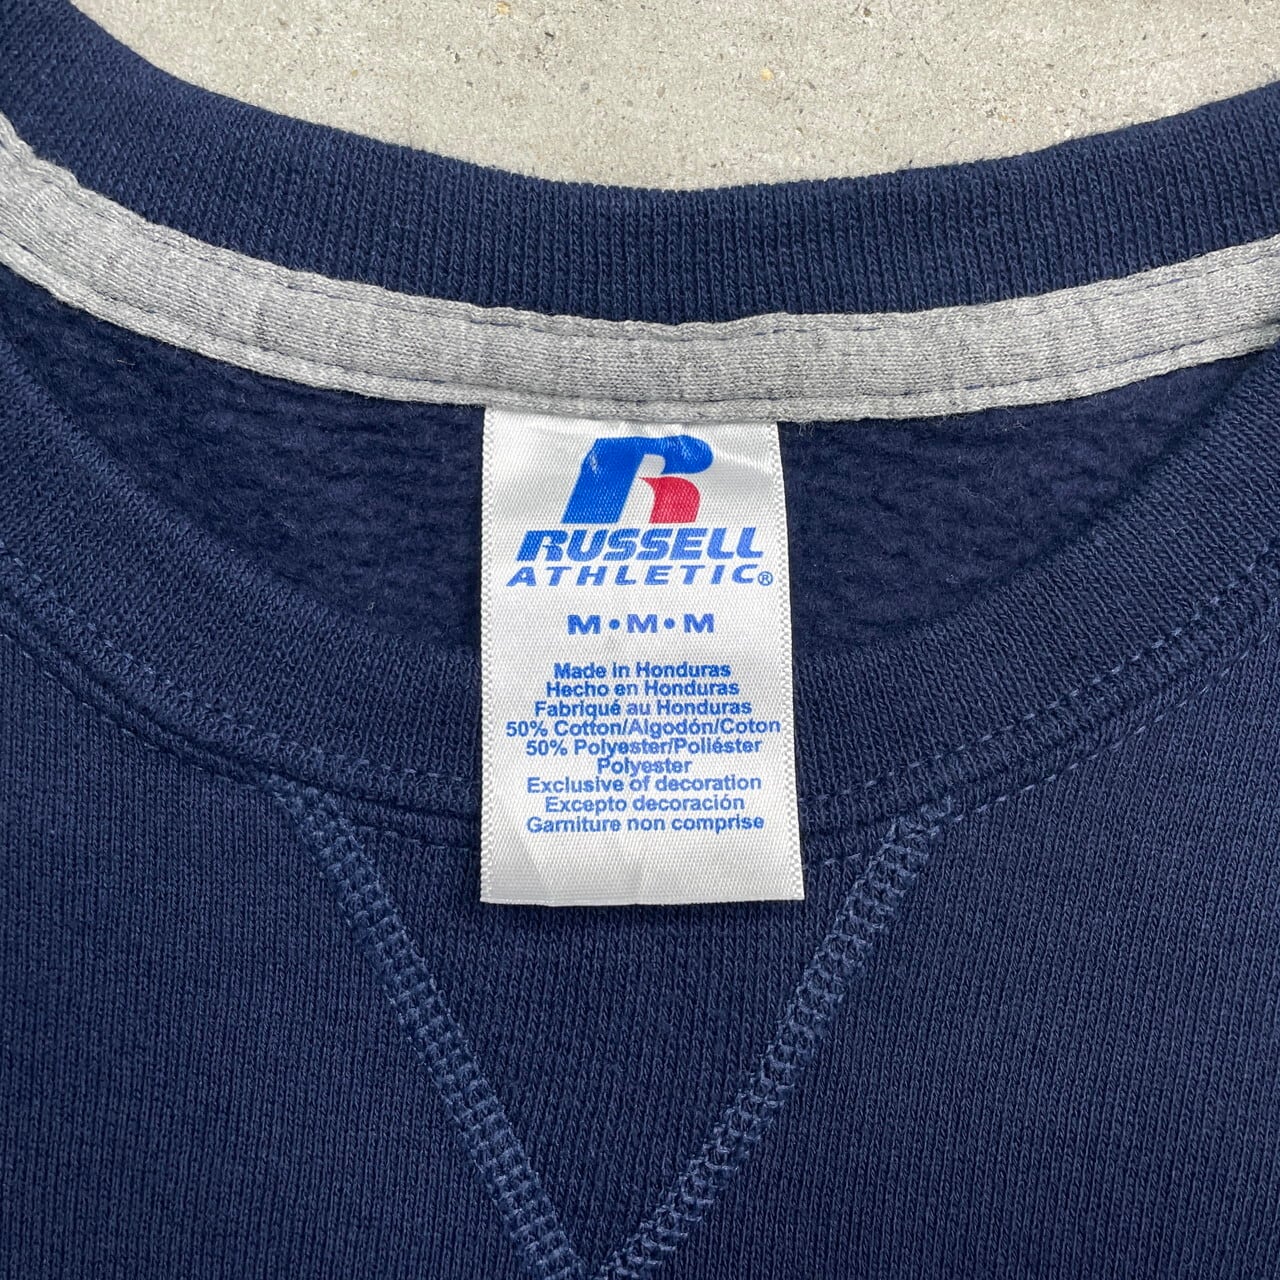 R
RUSSELL
ATHLETIC®
M•M•M
Made in Honduras
Hecho en Honduras
Fabriqué au Honduras
50% Cotton/Algodón/Coton
50% Polyester/Poliéster
Polyester
Exclusive of decoration
Excepto decoración
Garniture non comprise